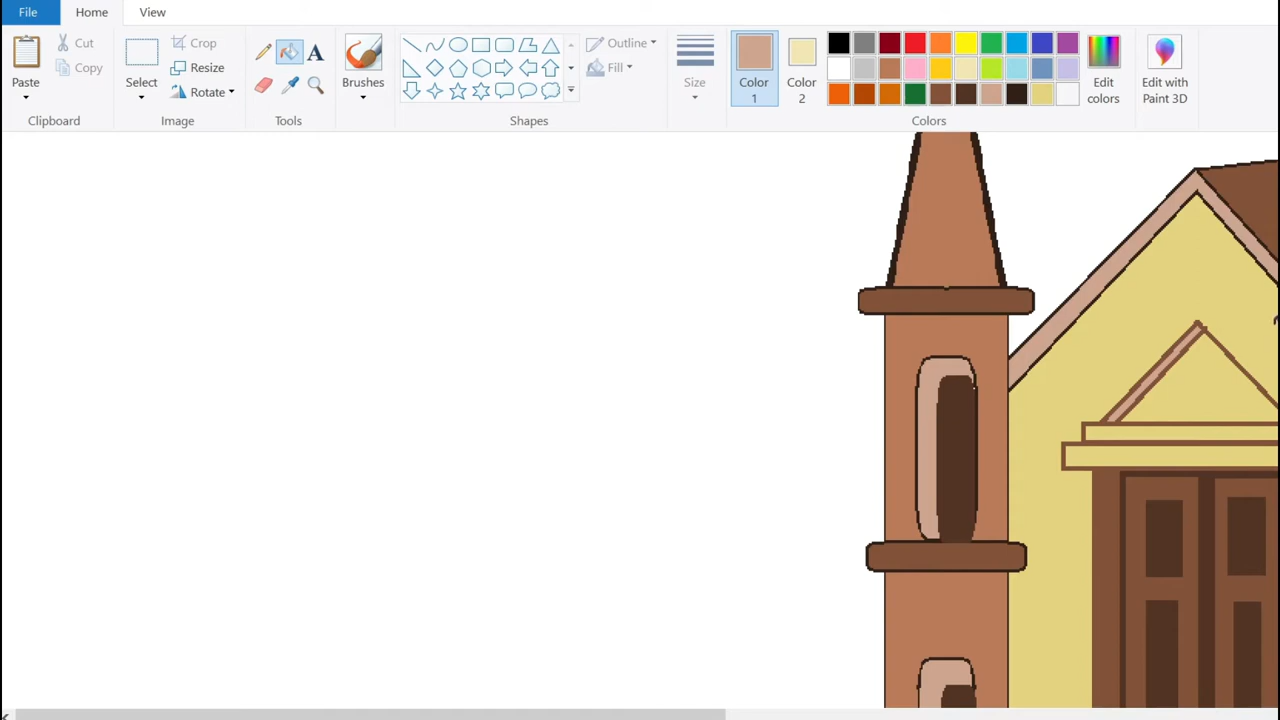 File Home View
Paste
Cut
Copy
Clipboard
Select
Crop
Resize
Rotate
Image
A
Tools
Brushes
Outline
Fill
Shapes
Size
Color 1
Color 2
Edit colors
Colors
Edit with Paint 3D